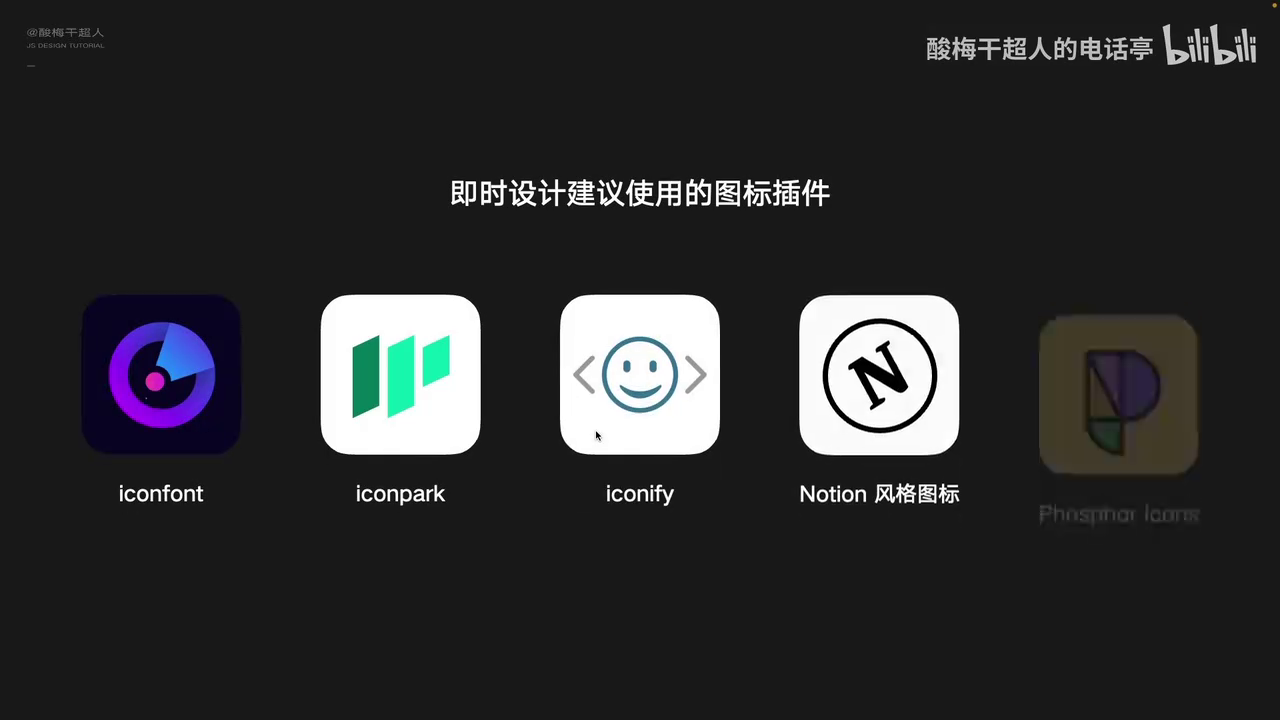 @酸梅干超人
JS DESIGN TUTORIAL
酸梅干超人的电话亭 bilibili
即时设计建议使用的图标插件
N
iconfont
iconpark
iconify
Notion 风格图标
Phosphor Icons